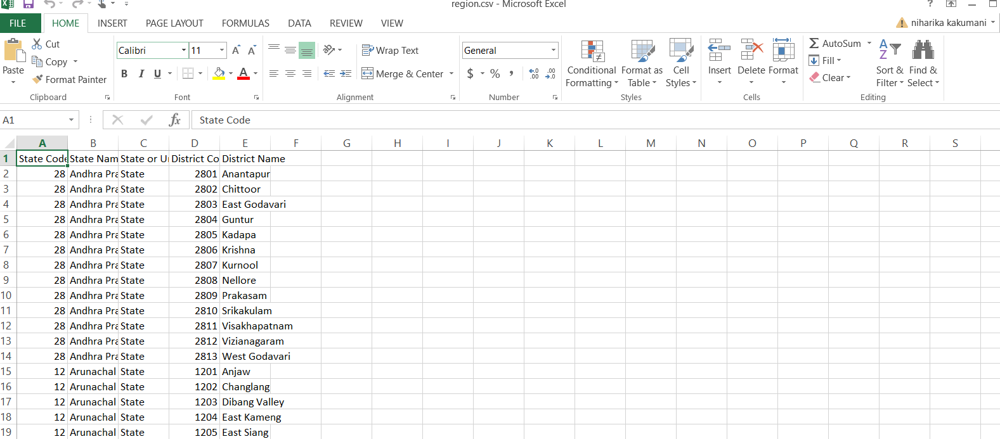 region.csv - Microsoft Excel ?
FILE HOME INSERT PAGE LAYOUT FORMULAS DATA REVIEW VIEW niharika kakumani
Cut Calibri 11 Wrap Text General AutoSum
Copy Fill
Paste Conditional Format as Cell Insert Delete Format Sort & Find &
Format Painter B I U A Merge & Center $ % , Formatting Table Styles Clear Filter Select
Clipboard Font Alignment Number Styles Cells Editing
A1 fx State Code
A B C D E F G H I J K L M N O P Q R S
1 State Code State Nam State or Un District Co District Name
2 28 Andhra Pra State 2801 Anantapur
3 28 Andhra Pra State 2802 Chittoor
4 28 Andhra Pra State 2803 East Godavari
5 28 Andhra Pra State 2804 Guntur
6 28 Andhra Pra State 2805 Kadapa
7 28 Andhra Pra State 2806 Krishna
8 28 Andhra Pra State 2807 Kurnool
9 28 Andhra Pra State 2808 Nellore
10 28 Andhra Pra State 2809 Prakasam
11 28 Andhra Pra State 2810 Srikakulam
12 28 Andhra Pra State 2811 Visakhapatnam
13 28 Andhra Pra State 2812 Vizianagaram
14 28 Andhra Pra State 2813 West Godavari
15 12 Arunachal State 1201 Anjaw
16 12 Arunachal State 1202 Changlang
17 12 Arunachal State 1203 Dibang Valley
18 12 Arunachal State 1204 East Kameng
19 12 Arunachal State 1205 East Siang